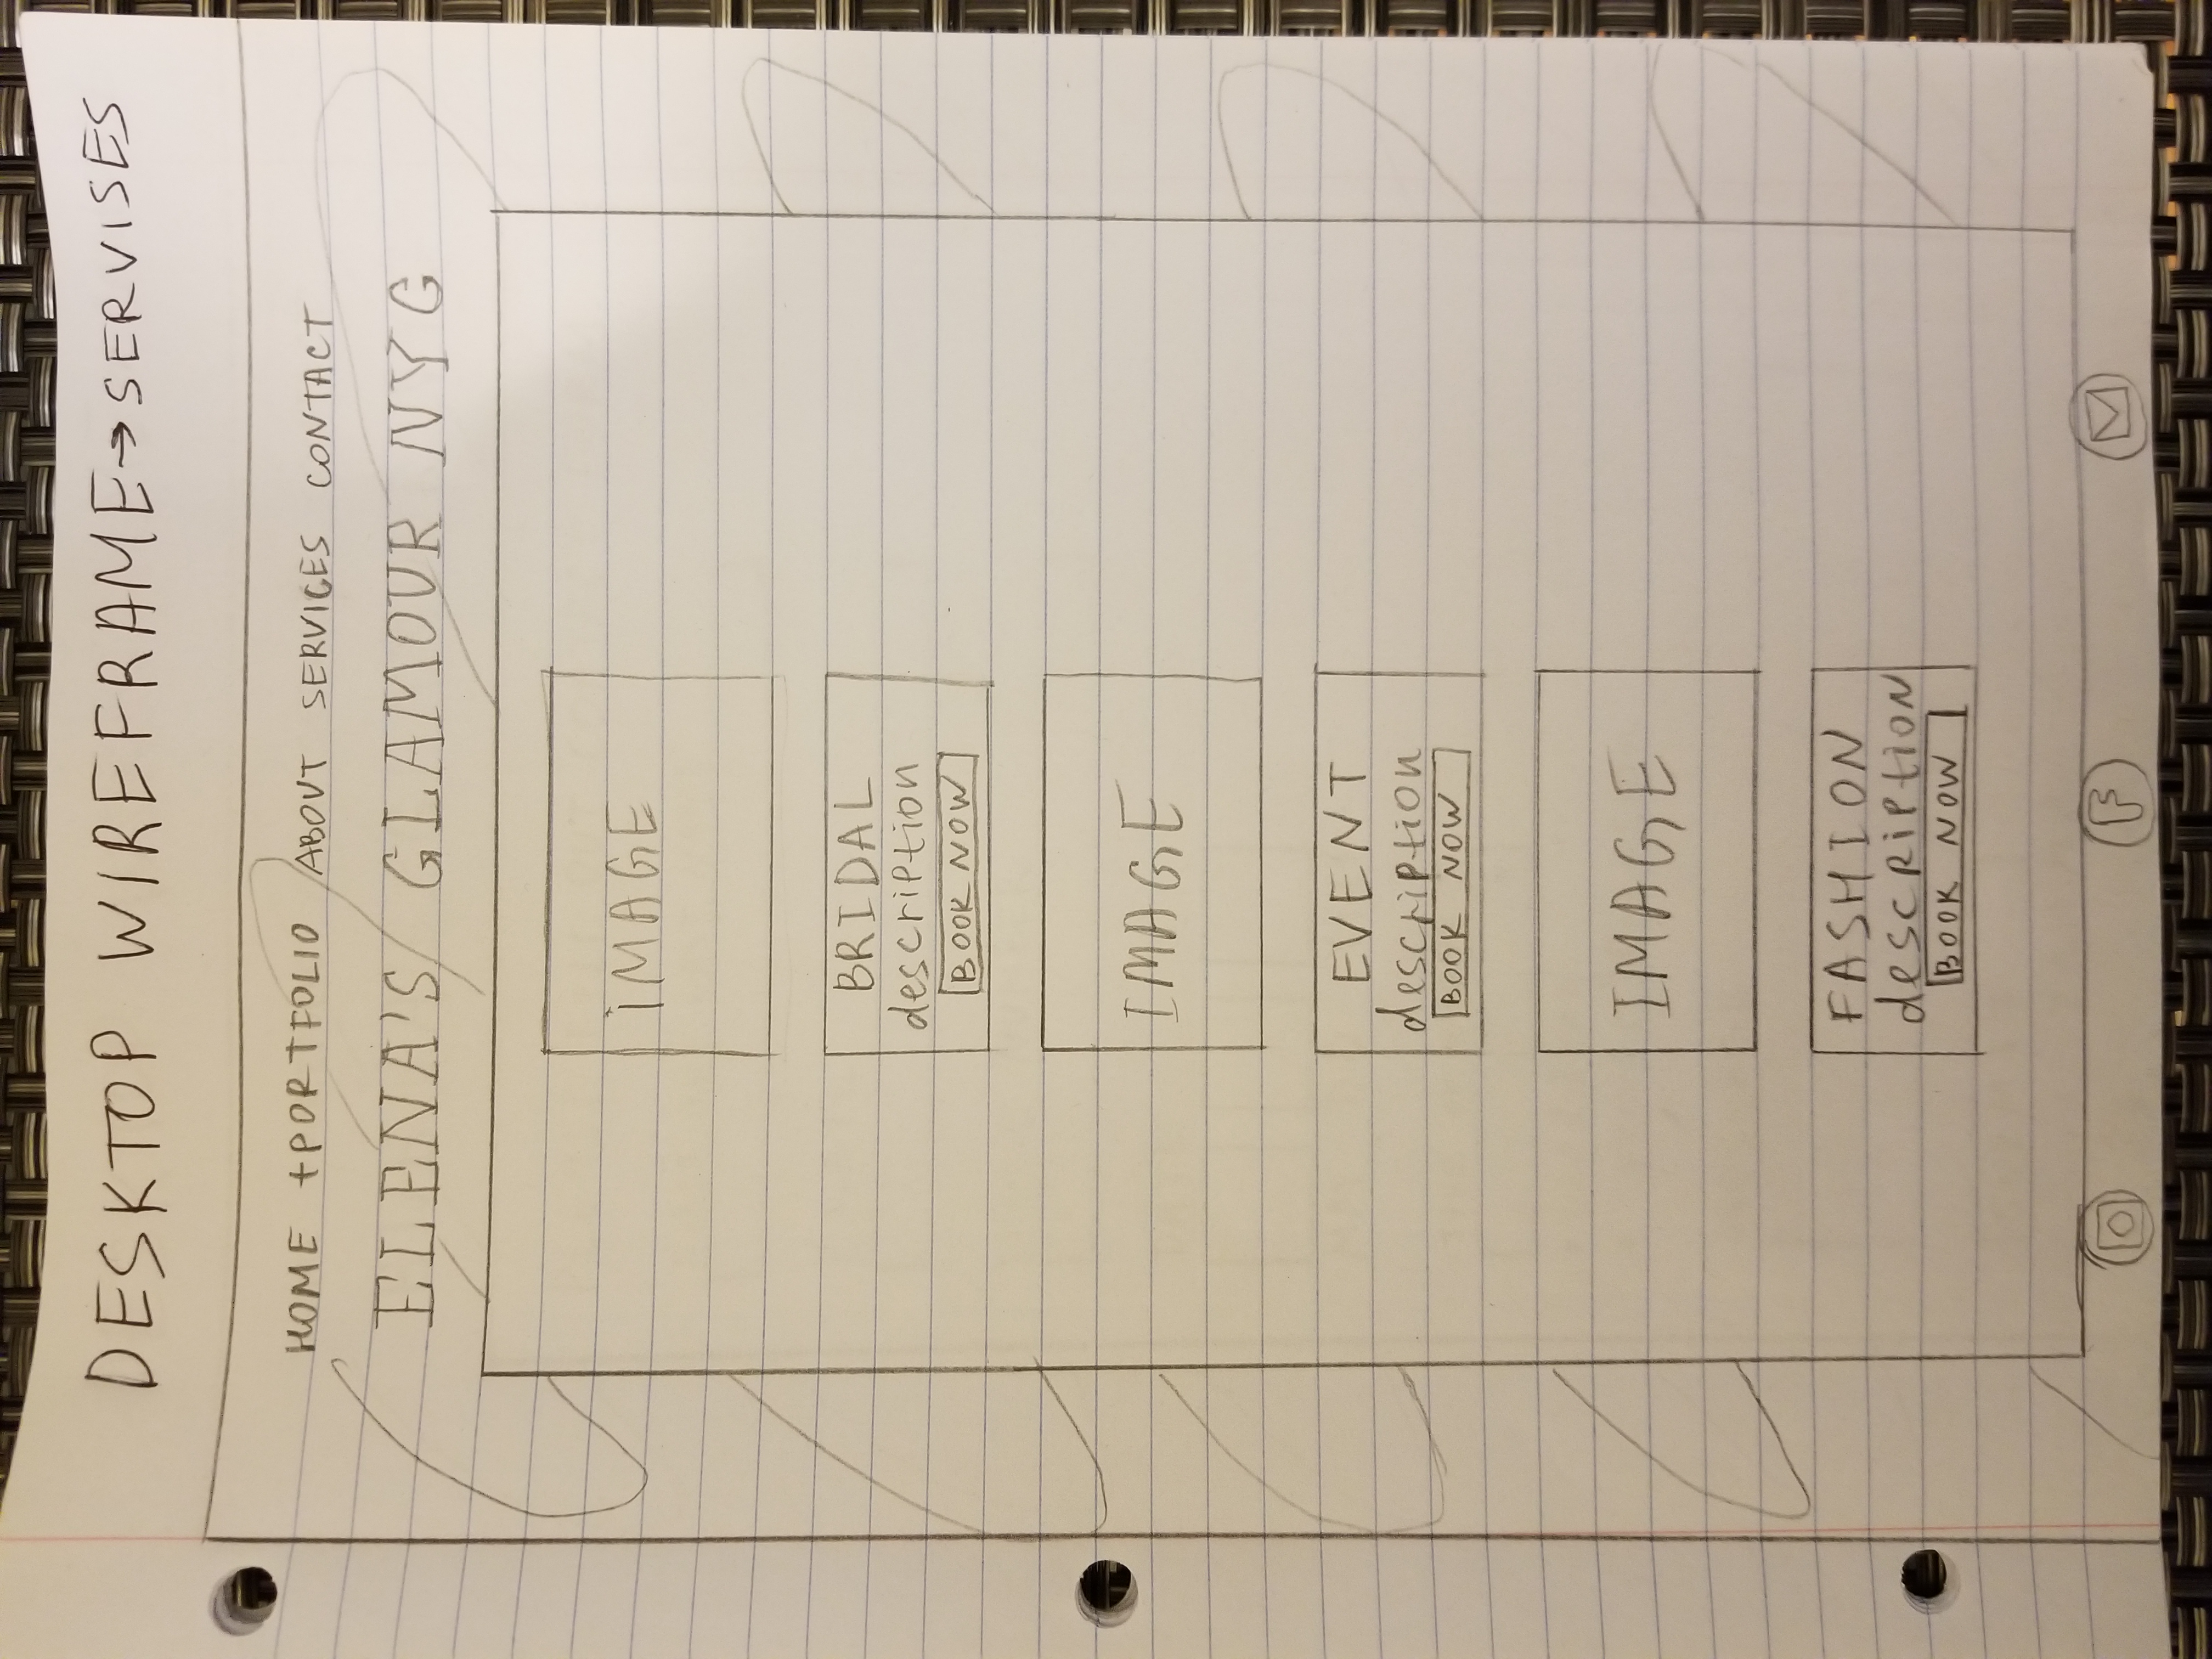 DESKTOP WIREFRAME → SERVISES
HOME +PORTFOLIO ABOUT SERVICES CONTACT
ELENA'S GLAMOUR NYC
iMAGE
BRIDAL
description
BOOK NOW
IMAGE
EVENT
description
BOOK NOW
IMAGE
FASHION
description
BOOK NOW
F